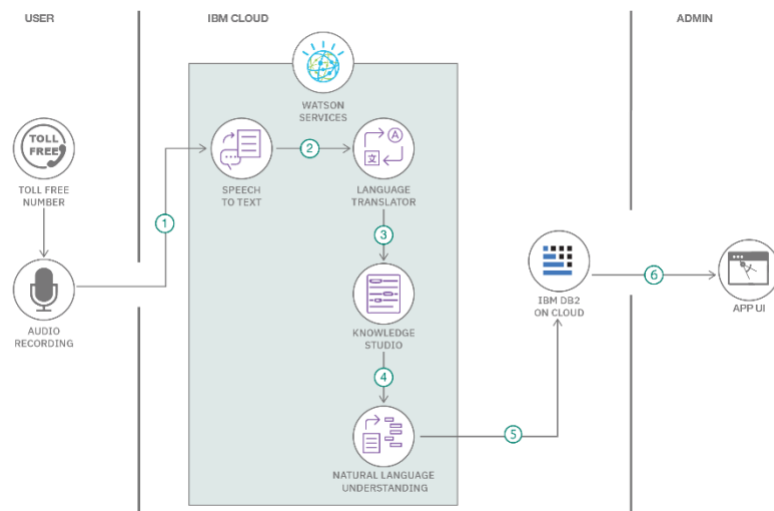 USER
IBM CLOUD
ADMIN
WATSON
SERVICES
TOLL
FREE
TOLL FREE
NUMBER
1
SPEECH
TO TEXT
2
A
文
LANGUAGE
TRANSLATOR
3
AUDIO
RECORDING
KNOWLEDGE
STUDIO
4
NATURAL LANGUAGE
UNDERSTANDING
5
IBM DB2
ON CLOUD
6
APP UI